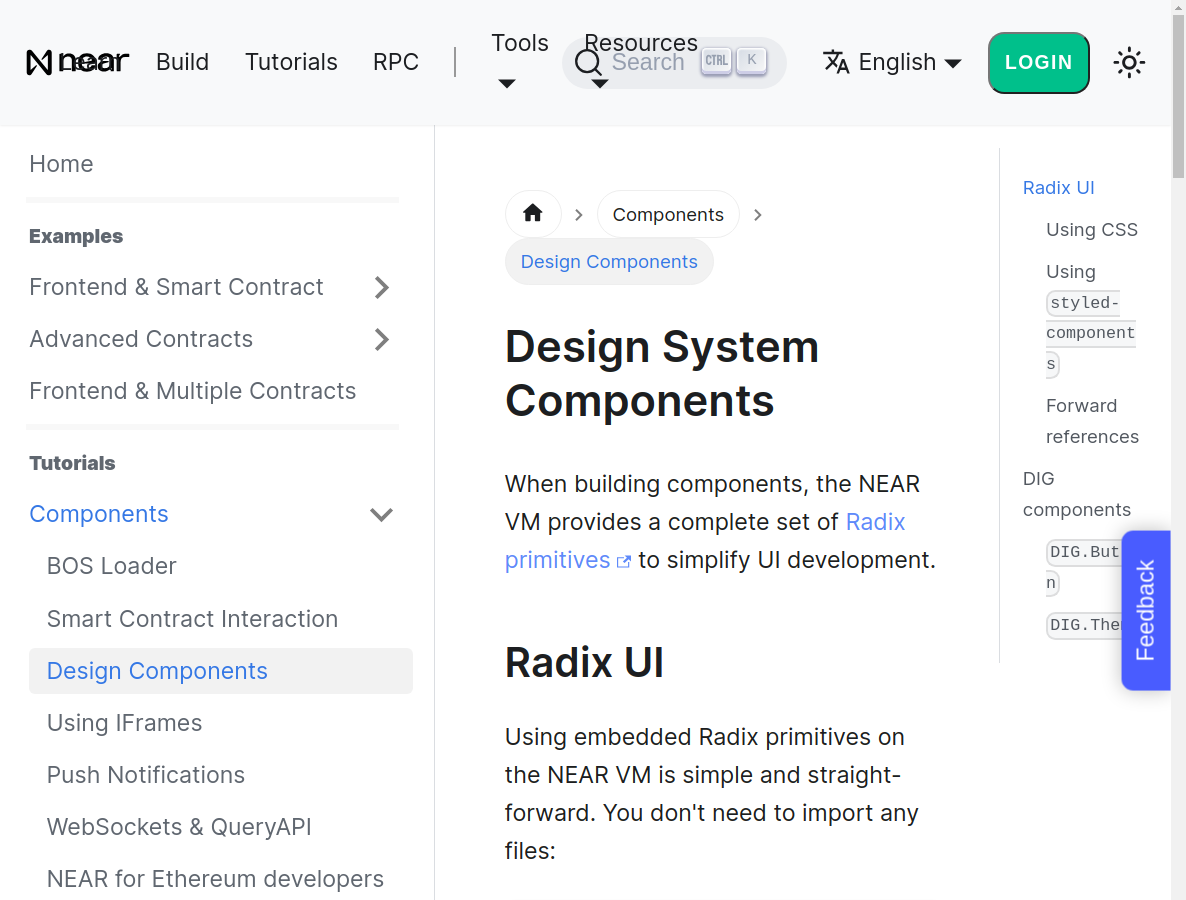 near
Learn
Build
Tutorials
RPC
Tools
Resources
Search
CTRL
K
English
LOGIN
Home
Examples
Frontend & Smart Contract
Advanced Contracts
Frontend & Multiple Contracts
Tutorials
Components
BOS Loader
Smart Contract Interaction
Design Components
Using IFrames
Push Notifications
WebSockets & QueryAPI
NEAR for Ethereum developers
Components
Design Components
Design System
Components
When building components, the NEAR
VM provides a complete set of Radix
primitives to simplify UI development.
Radix UI
Using embedded Radix primitives on
the NEAR VM is simple and straight-
forward. You don't need to import any
files:
Radix UI
Using CSS
Using
styled-
component
s
Forward
references
DIG
components
DIG.But
n
DIG.The
Feedback